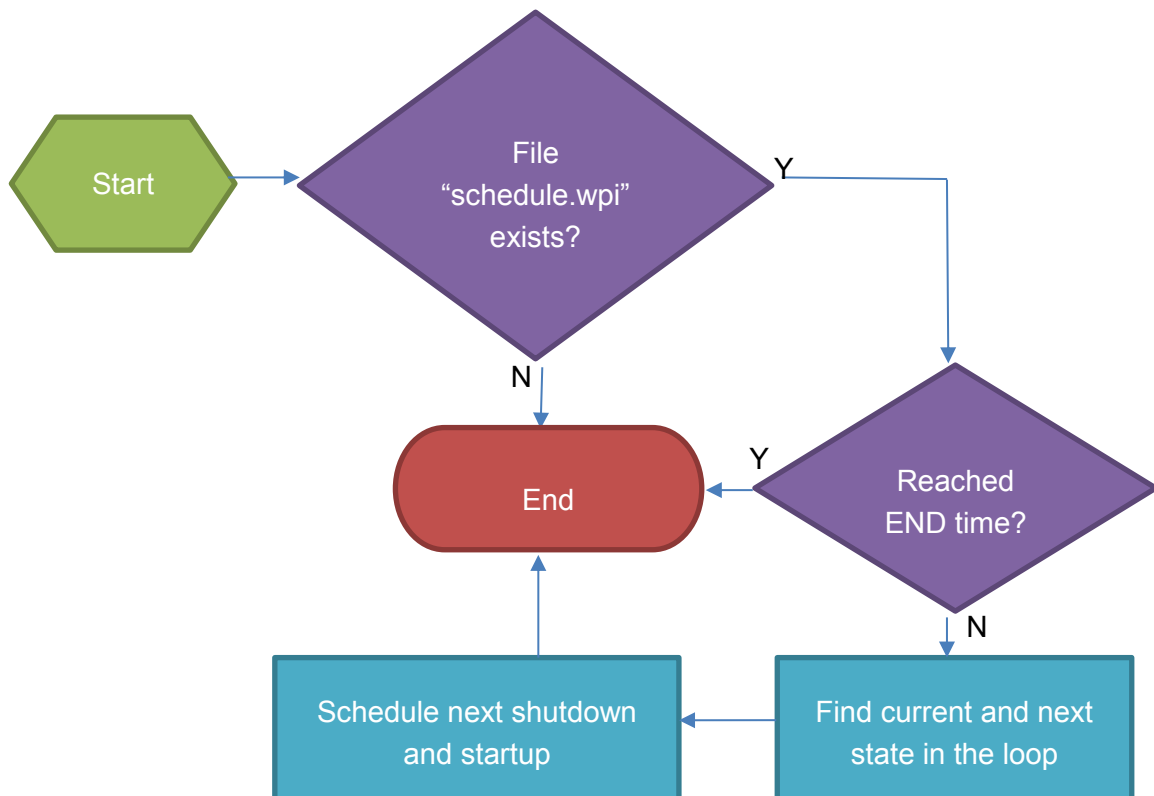 Start
File
“schedule.wpi”
exists?
Y
N
End
Y
Reached
END time?
N
Schedule next shutdown
and startup
Find current and next
state in the loop